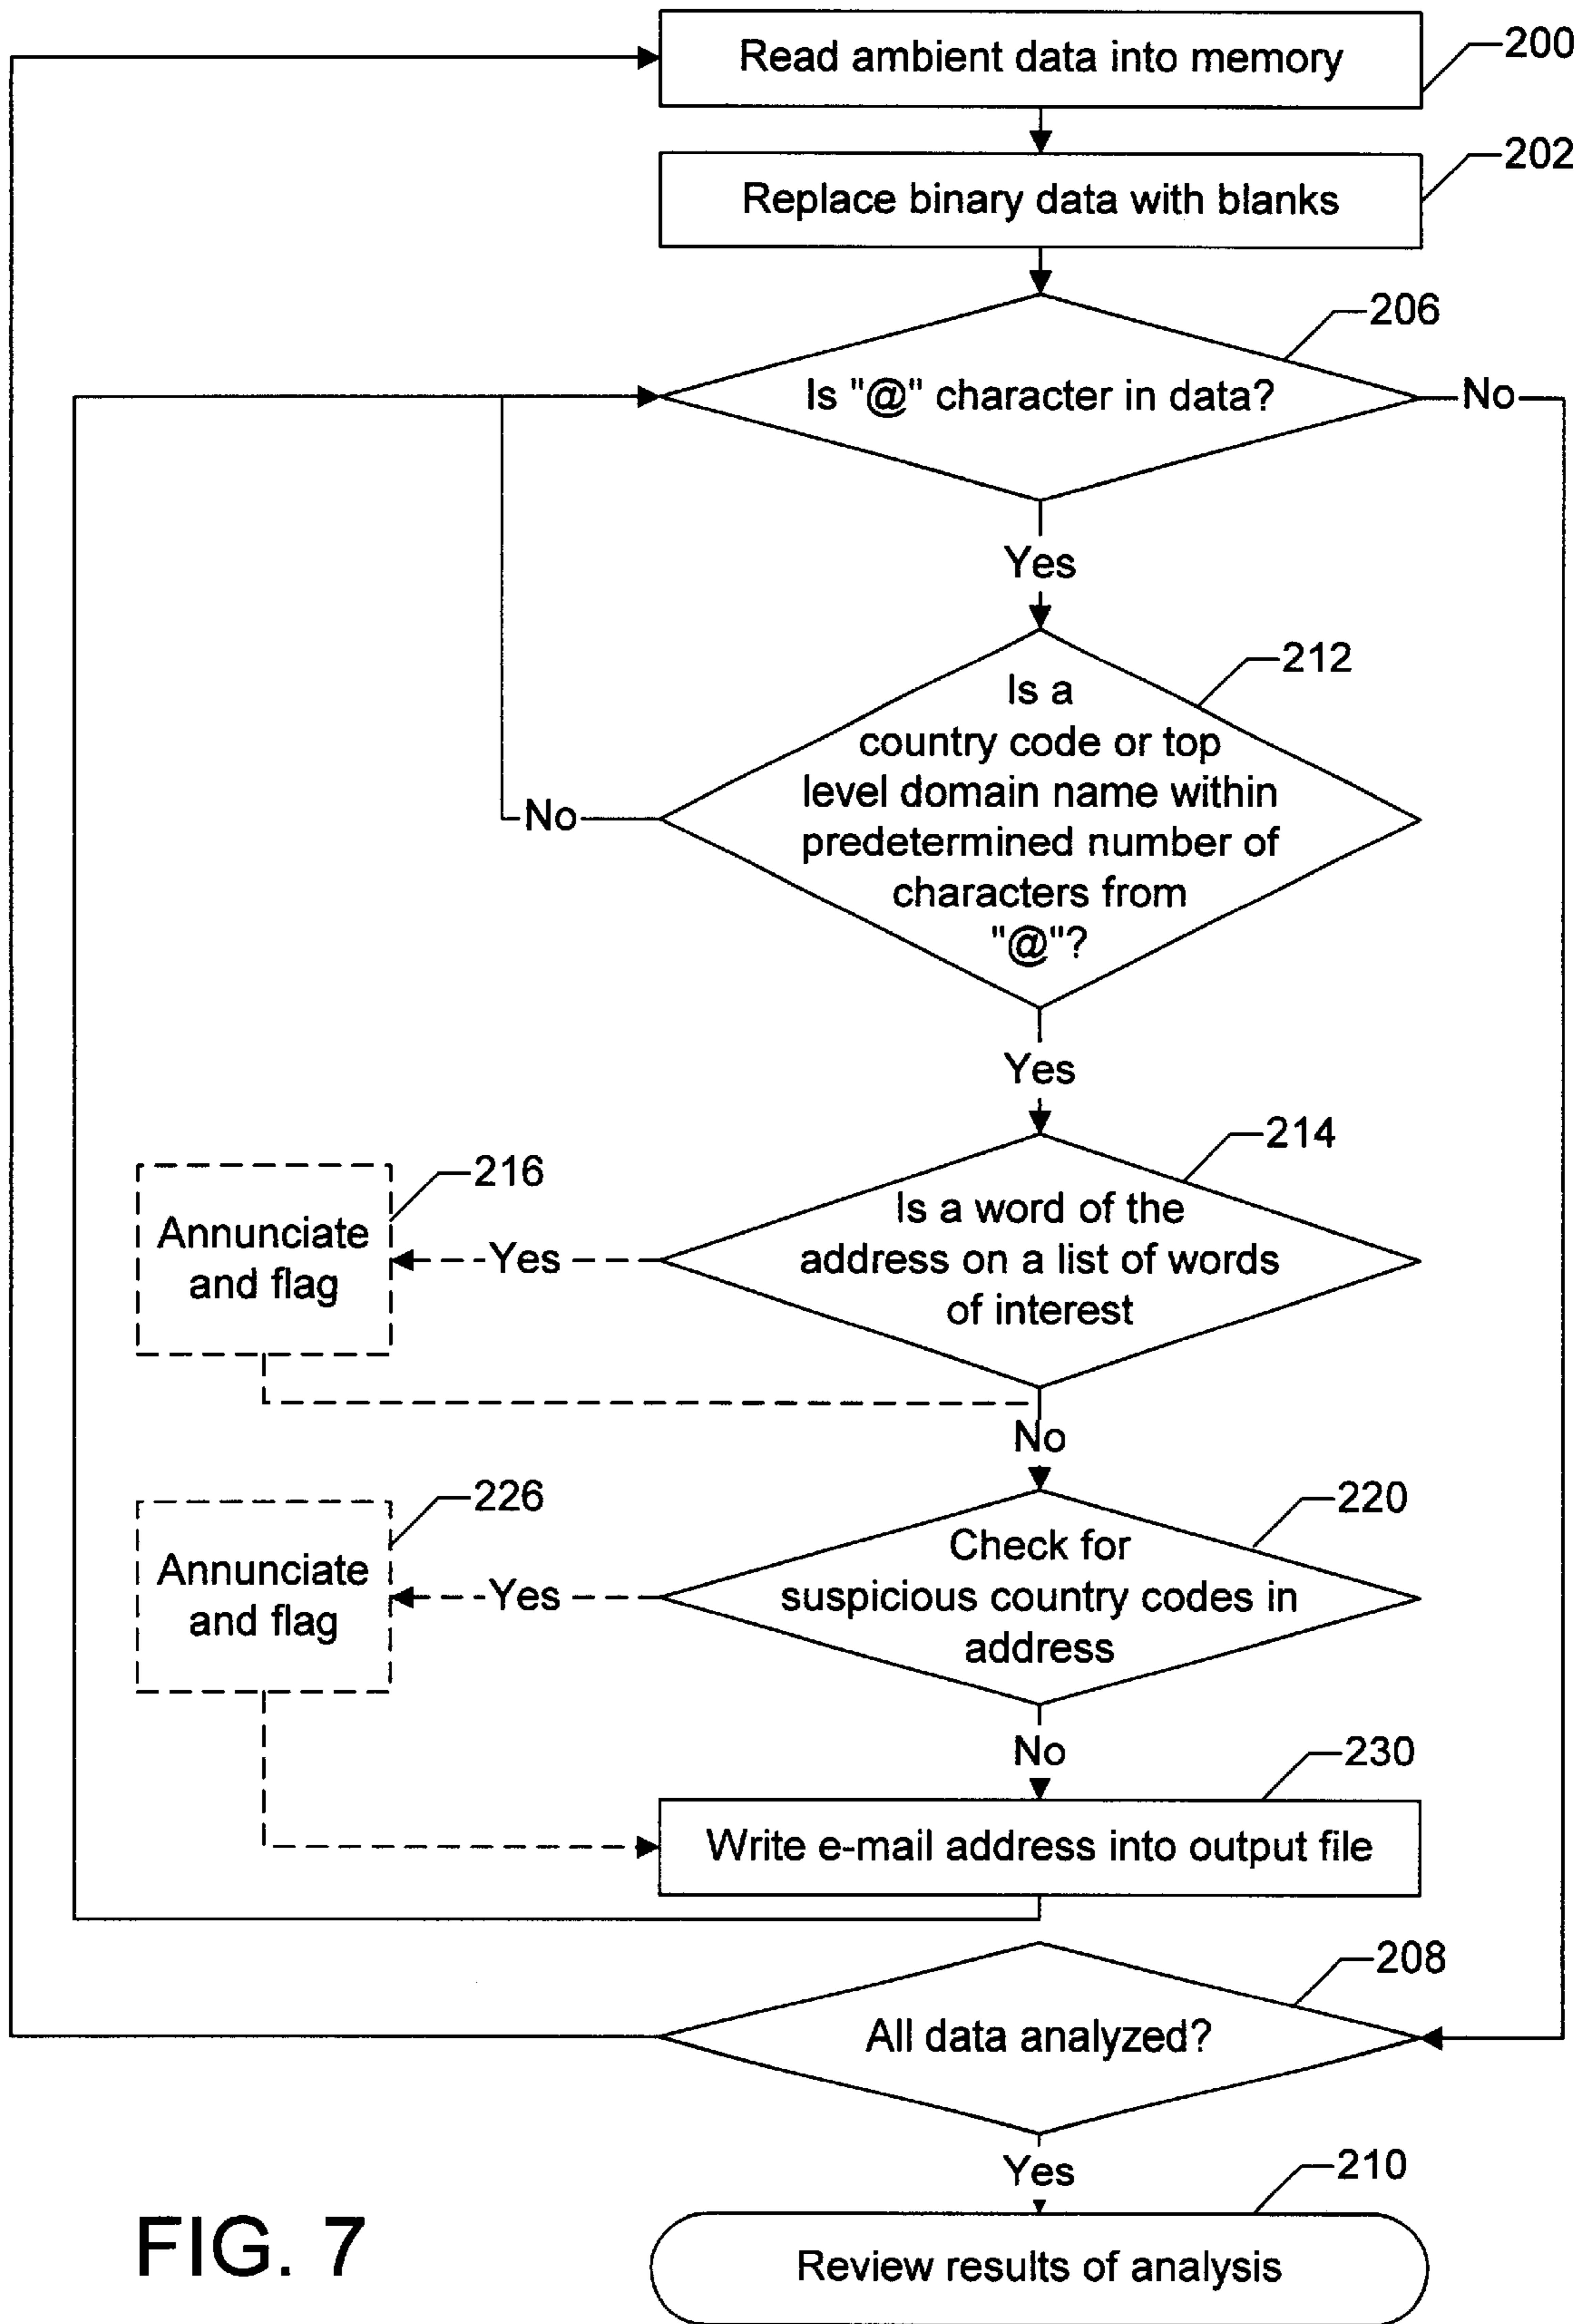 Read ambient data into memory
200
Replace binary data with blanks
202
206
Is "@" character in data?
No
Yes
212
Is a
country code or top
level domain name within
predetermined number of
characters from
"@"?
No
Yes
214
Is a word of the
address on a list of words
of interest
216
Annunciate
and flag
Yes
No
220
Check for
suspicious country codes in
address
226
Annunciate
and flag
Yes
No
230
Write e-mail address into output file
208
All data analyzed?
Yes
210
Review results of analysis
FIG. 7